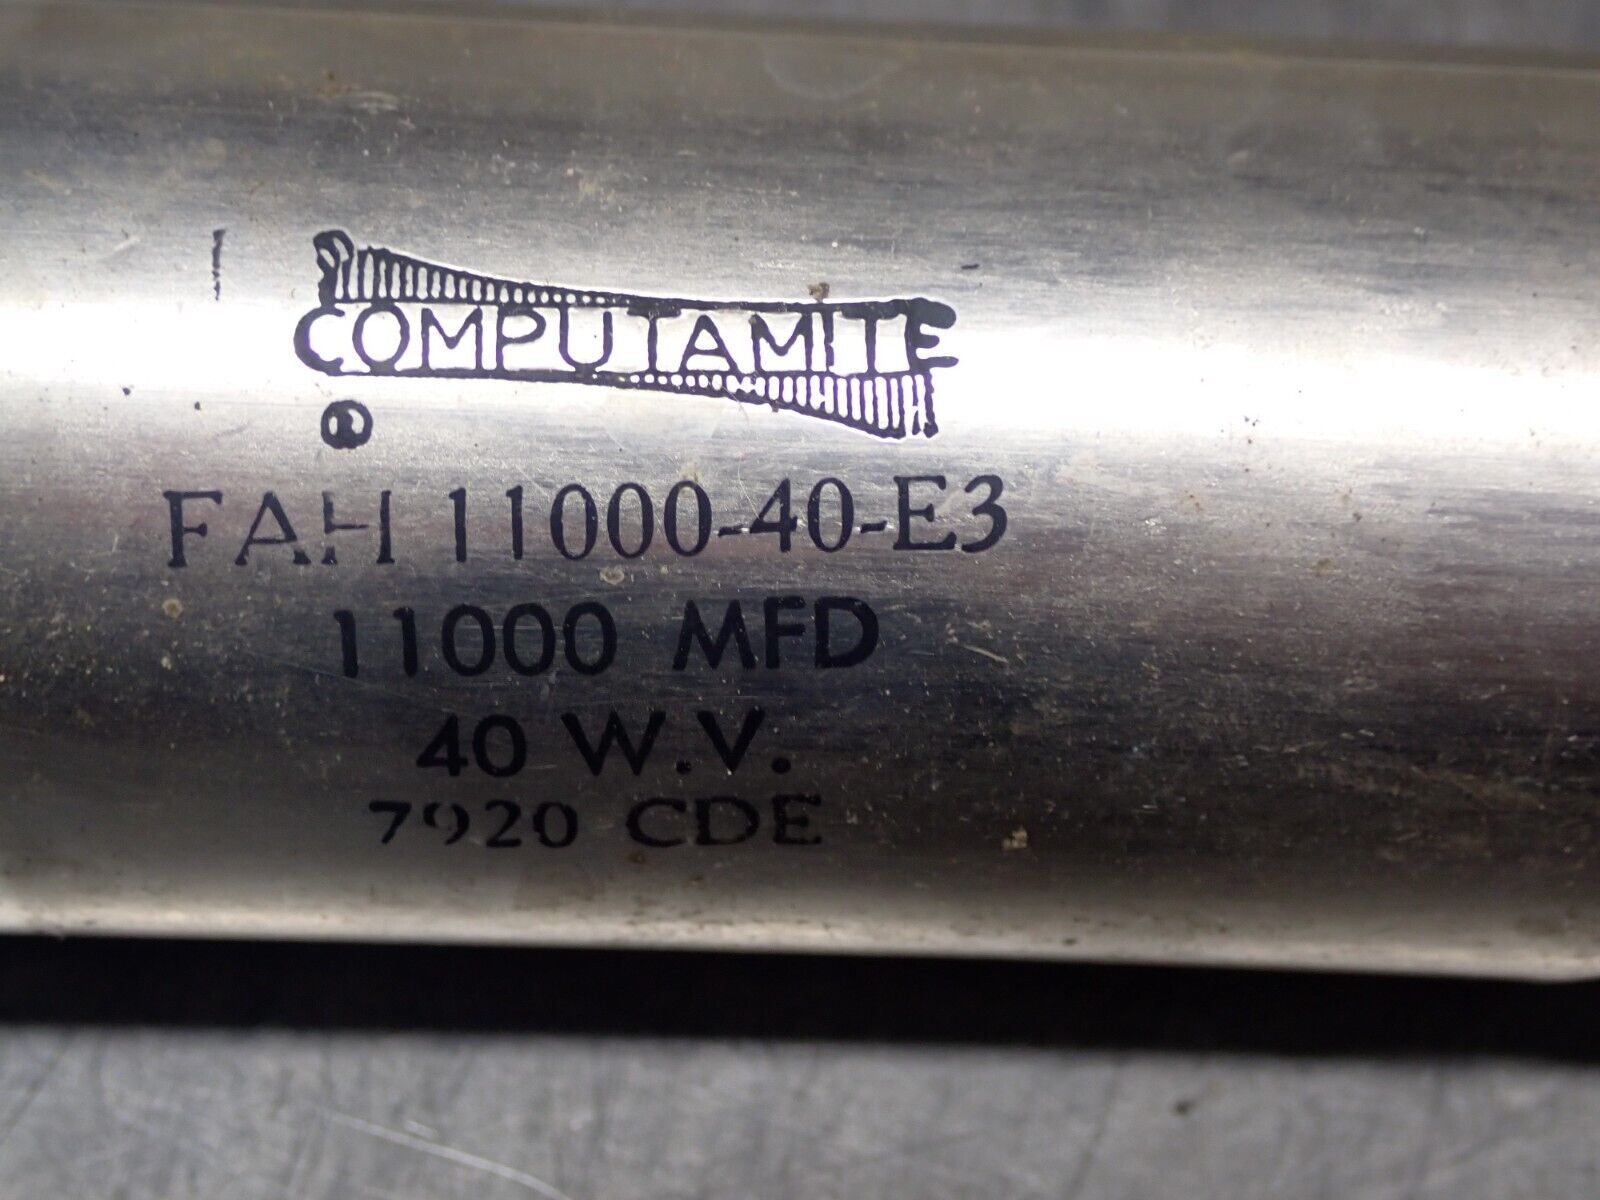 COMPUTAMITE
FAH 11000-40-E3
11000 MFD
40 W.V.
7920 CDE